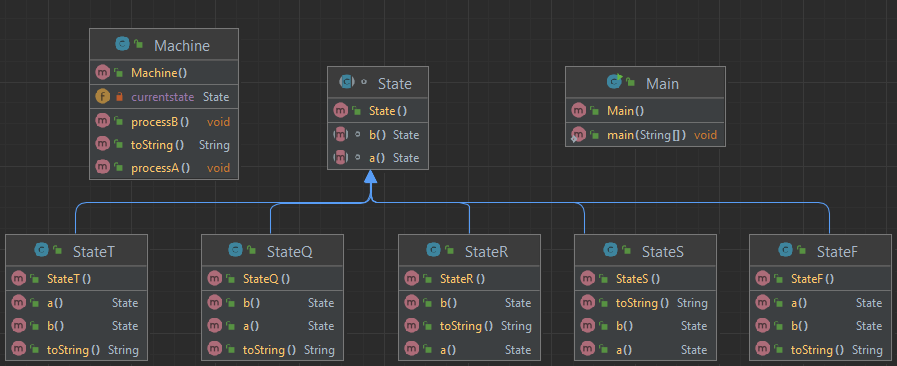 Machine
Machine()
currentstate State
processB() void
toString() String
processA() void
State
State()
b() State
a() State
Main
Main()
main(String[]) void
StateT
StateT()
a() State
b() State
toString() String
StateQ
StateQ()
b() State
a() State
toString() String
StateR
StateR()
b() State
toString() String
a() State
StateS
StateS()
toString() String
b() State
a() State
StateF
StateF()
a() State
b() State
toString() String